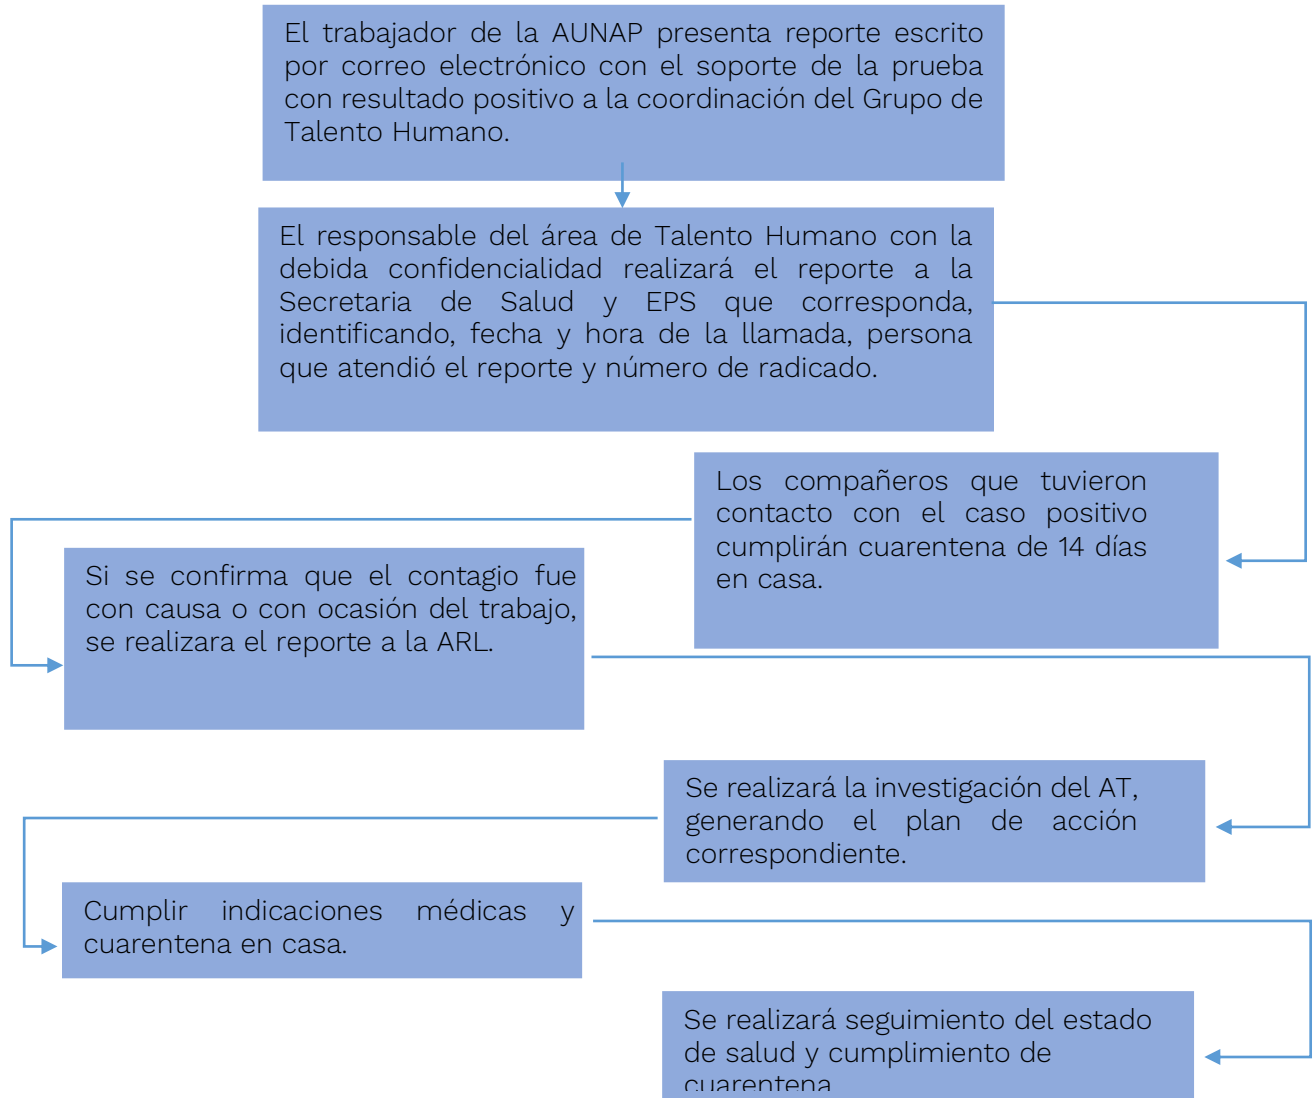 El trabajador de la AUNAP presenta reporte escrito
por correo electrónico con el soporte de la prueba
con resultado positivo a la coordinación del Grupo de
Talento Humano.
El responsable del área de Talento Humano con la
debida confidencialidad realizará el reporte a la
Secretaria de Salud y EPS que corresponda,
identificando, fecha y hora de la llamada, persona
que atendió el reporte y número de radicado.
Los compañeros que tuvieron
contacto con el caso positivo
cumplirán cuarentena de 14 días
en casa.
Si se confirma que el contagio fue
con causa o con ocasión del trabajo,
se realizara el reporte a la ARL.
Se realizará la investigación del AT,
generando el plan de acción
correspondiente.
Cumplir indicaciones médicas y
cuarentena en casa.
Se realizará seguimiento del estado
de salud y cumplimiento de
cuarentena